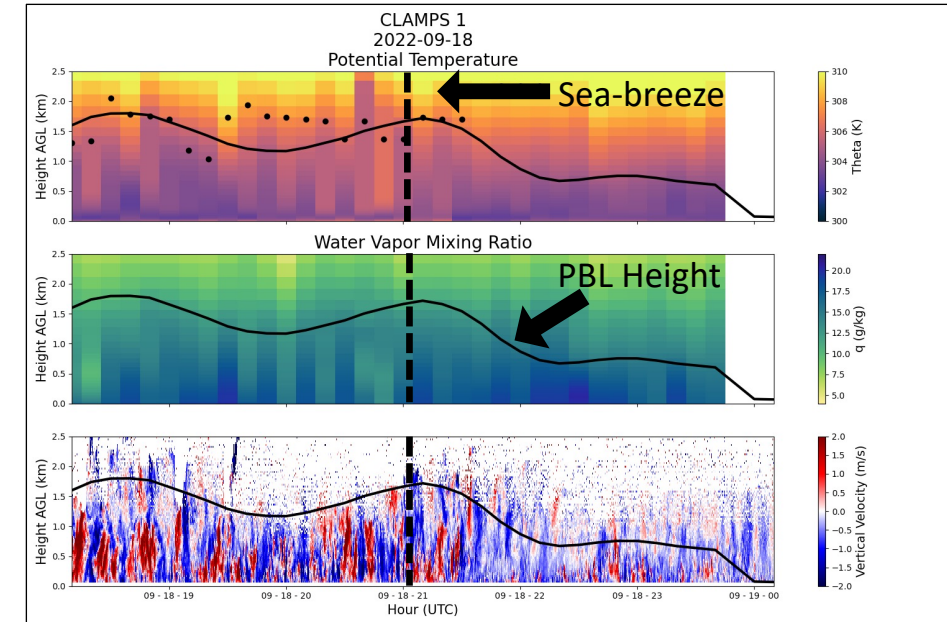 CLAMPS 1
2022-09-18
Potential Temperature
Sea-breeze
Height AGL (km)
2.5
2.0
1.5
1.0
0.5
0.0
310
308
306
304
302
300
Theta (K)
Water Vapor Mixing Ratio
PBL Height
Height AGL (km)
2.5
2.0
1.5
1.0
0.5
0.0
20.0
17.5
15.0
12.5
10.0
7.5
5.0
q (g/kg)
Height AGL (km)
2.5
2.0
1.5
1.0
0.5
0.0
2.0
1.5
1.0
0.5
0.0
−0.5
−1.0
−1.5
−2.0
Vertical Velocity (m/s)
09 - 18 - 19
09 - 18 - 20
09 - 18 - 21
09 - 18 - 22
09 - 18 - 23
09 - 19 - 00
Hour (UTC)